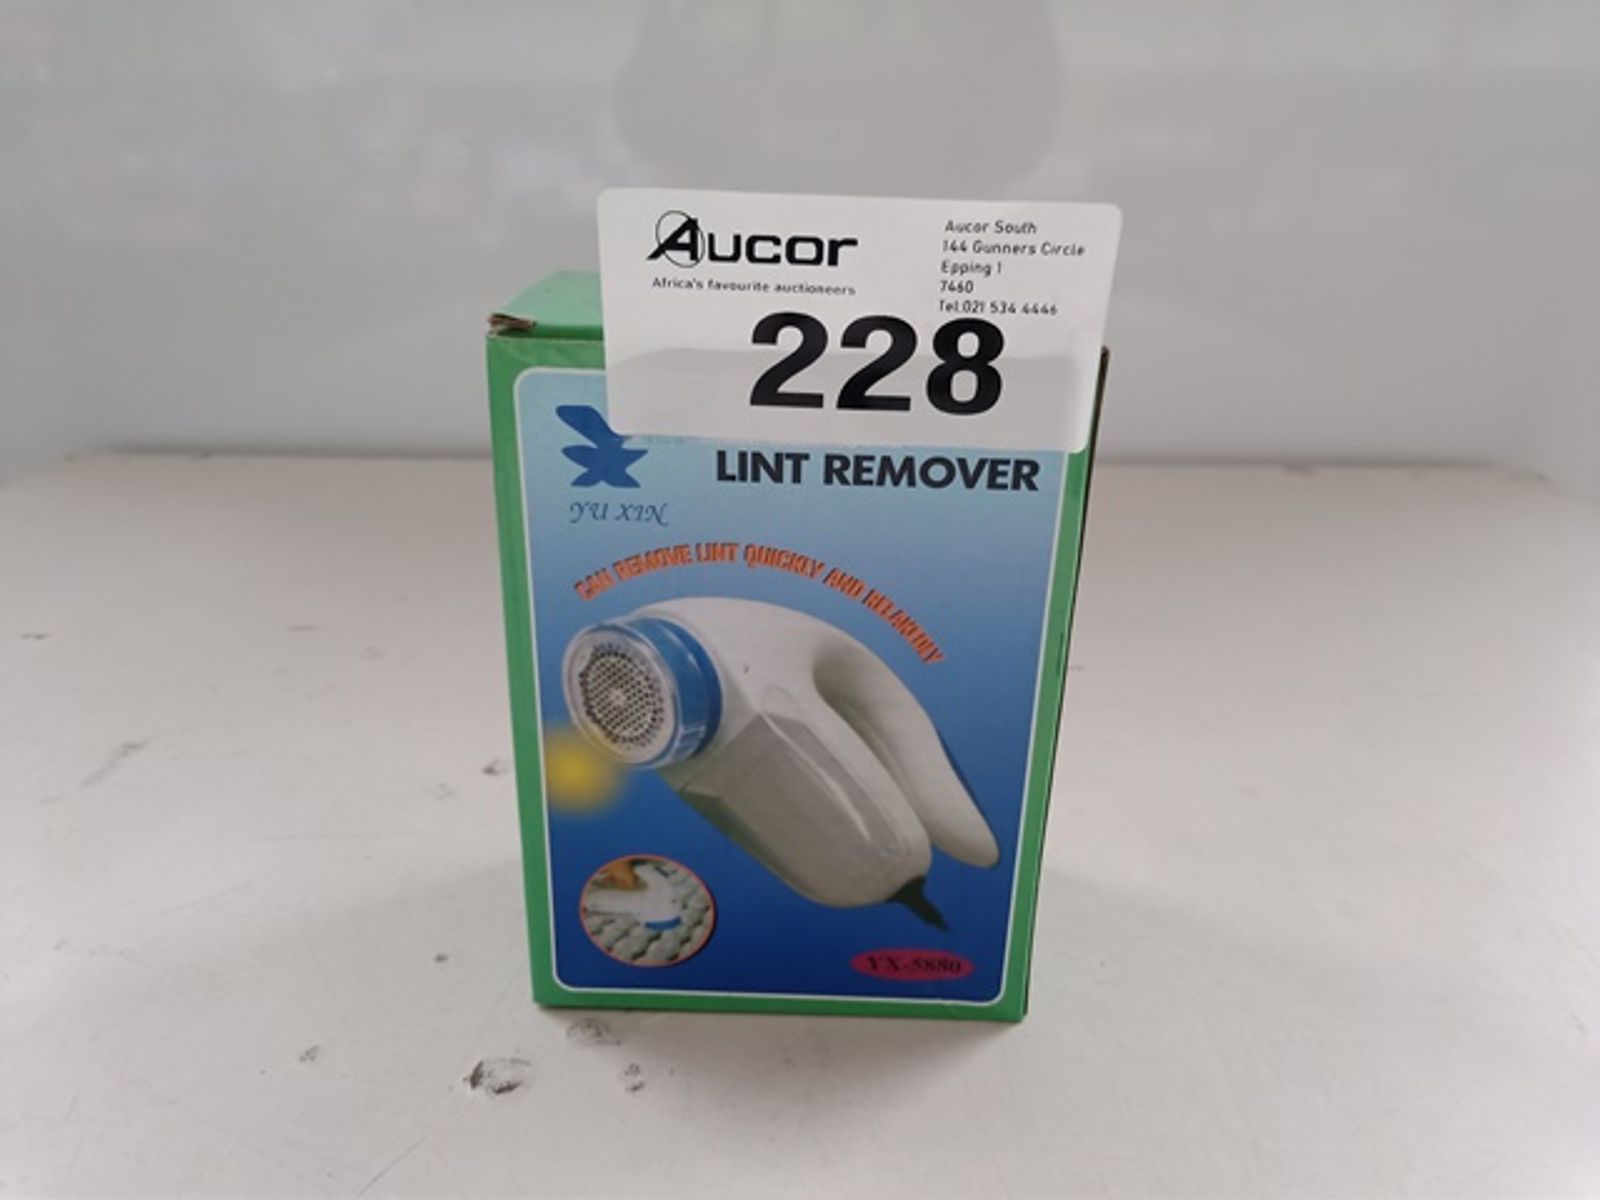 Aucor
Africa's favourite auctioneers
Aucor South
144 Gunners Circle
Epping 1
7460
Tel:021 534 4446
228
LINT REMOVER
YU XIN
CAN REMOVE LINT QUICKLY AND RELAXEDLY
YX-5880